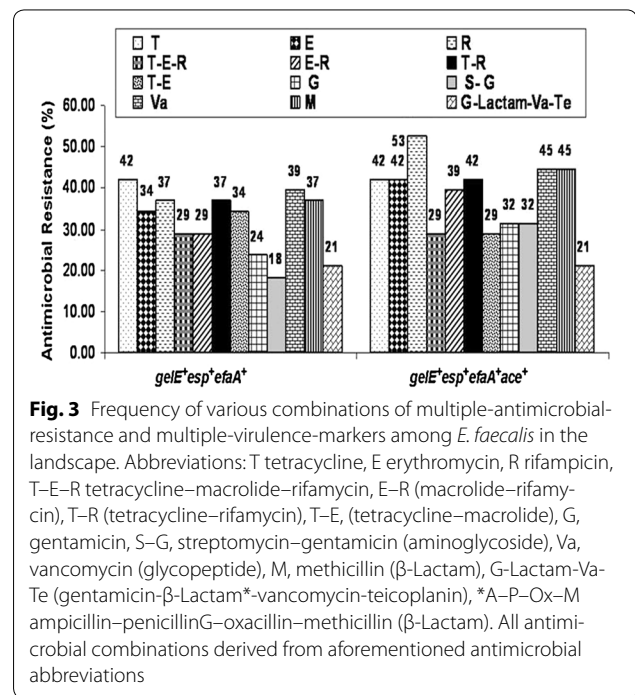 T E R
T-E-R E-R T-R
T-E G S- G
Va M G-Lactam-Va-Te
Antimicrobial Resistance (%)
60.00
50.00
40.00
30.00
20.00
10.00
0.00
42 34 37 29 29 37 34 24 18 39 37 21
42 42 53 29 39 42 29 32 32 45 45 21
gelE+esp+efaA+ gelE+esp+efaA+ace+
Fig. 3 Frequency of various combinations of multiple-antimicrobial-
resistance and multiple-virulence-markers among E. faecalis in the
landscape. Abbreviations: T tetracycline, E erythromycin, R rifampicin,
T–E–R tetracycline–macrolide–rifamycin, E–R (macrolide–rifamy-
cin), T–R (tetracycline–rifamycin), T–E, (tetracycline–macrolide), G,
gentamicin, S–G, streptomycin–gentamicin (aminoglycoside), Va,
vancomycin (glycopeptide), M, methicillin (β-Lactam), G-Lactam-Va-
Te (gentamicin-β-Lactam*-vancomycin-teicoplanin), *A–P–Ox–M
ampicillin–penicillinG–oxacillin–methicillin (β-Lactam). All antimi-
crobial combinations derived from aforementioned antimicrobial
abbreviations